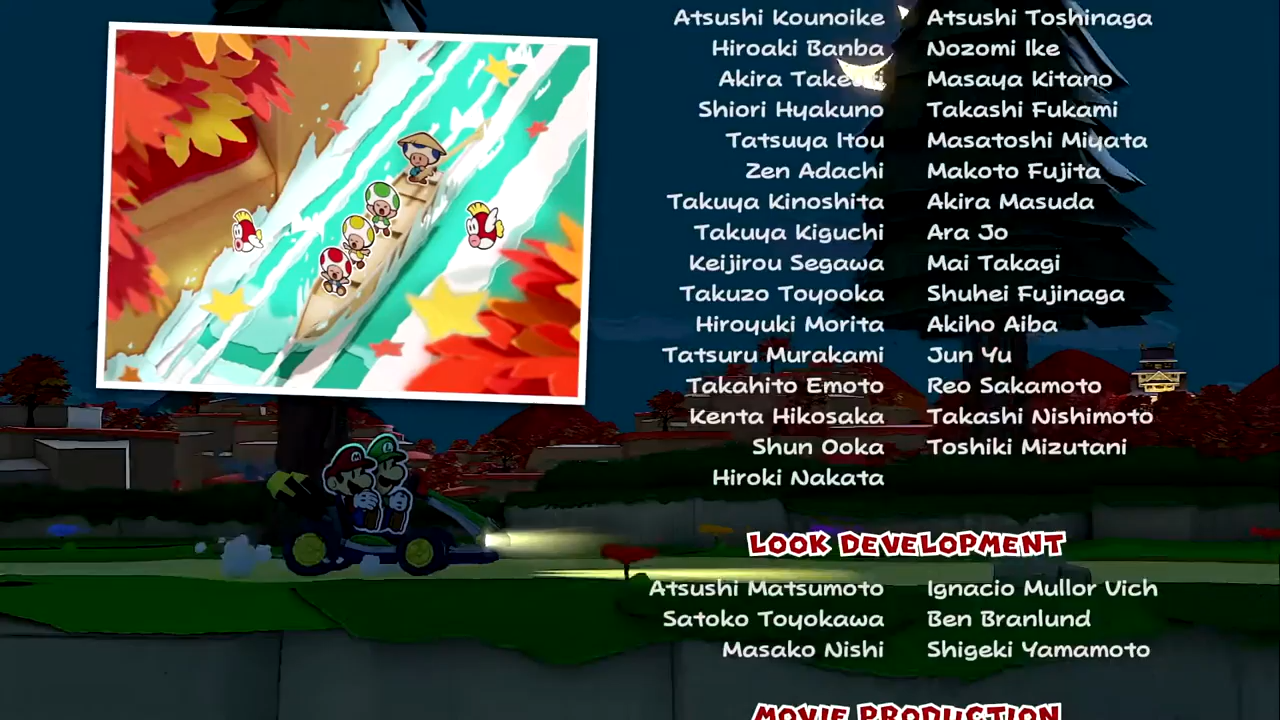 Atsushi Kounoike Atsushi Toshinaga
Hiroaki Banba Nozomi Ike
Akira Masaya Kitano
Shiori Hyakuno Takashi Fukami
Tatsuya Itou Masatoshi Miyata
Zen Adachi Makoto Fujita
Takuya Kinoshita Akira Masuda
Takuya Kiguchi Ara Jo
Keijirou Segawa Mai Takagi
Takuzo Toyooka Shuhei Fujinaga
Hiroyuki Morita Akiho Aiba
Tatsuru Murakami Jun Yu
Takahito Emoto Reo Sakamoto
Kenta Hikosaka Takashi Nishimoto
Shun Ooka Toshiki Mizutani
Hiroki Nakata
LOOK DEVELOPMENT
Atsushi Matsumoto Ignacio Mullor Vich
Satoko Toyokawa Ben Branlund
Masako Nishi Shigeki Yamamoto
MOVIE PRODUCTION